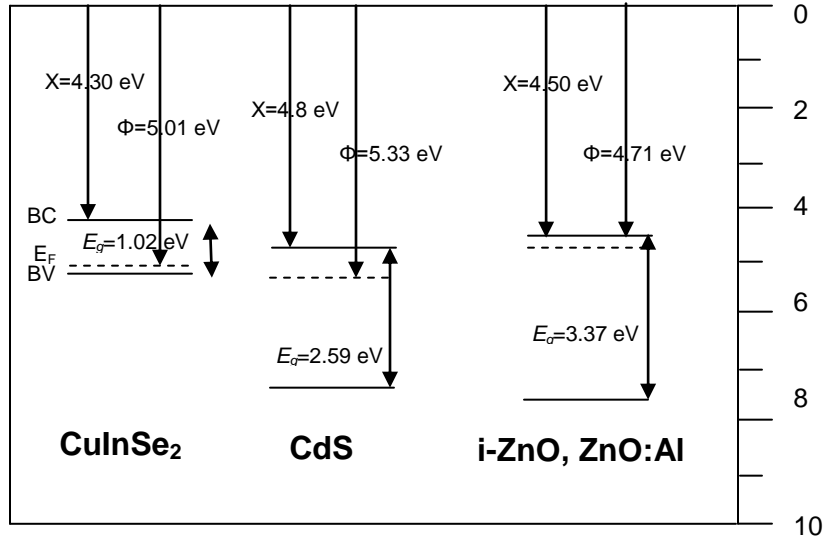 0
X=4.30 eV
Φ=5.01 eV
X=4.8 eV
Φ=5.33 eV
X=4.50 eV
Φ=4.71 eV
2
4
BC
Eg=1.02 eV
EF
BV
6
Eg=2.59 eV
Eg=3.37 eV
8
CuInSe₂
CdS
i-ZnO, ZnO:Al
10